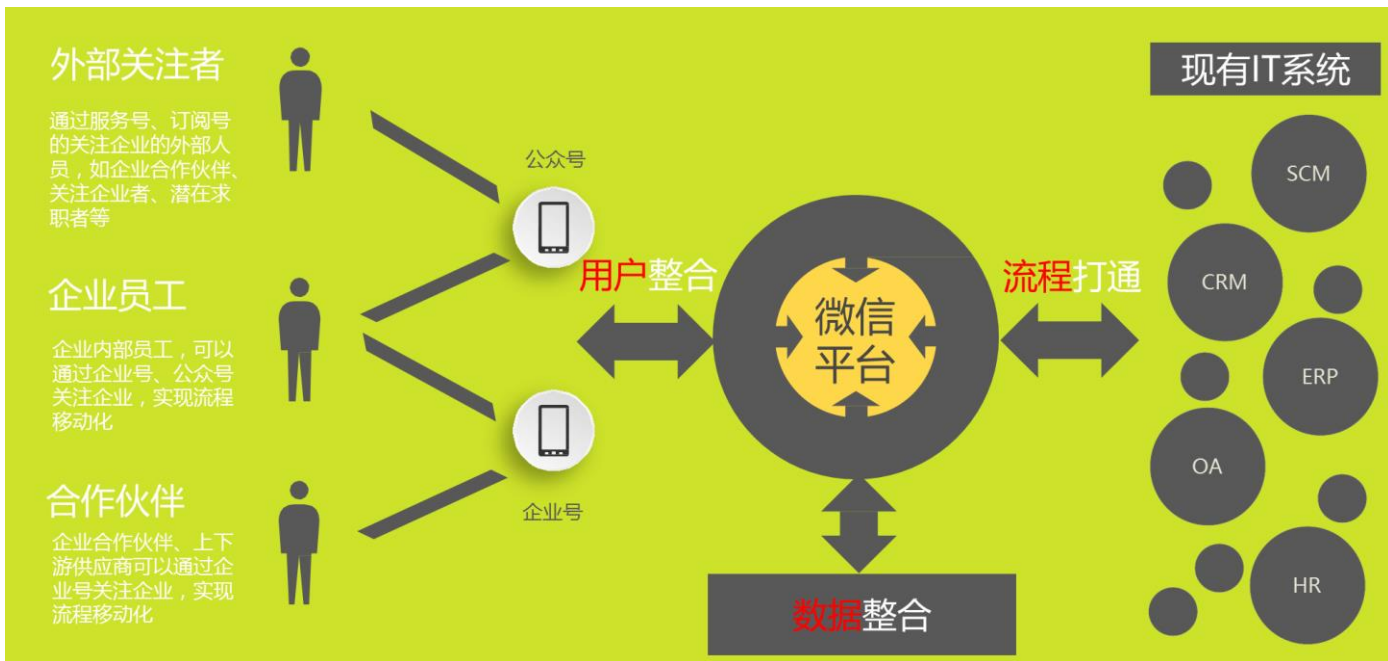 外部关注者
通过服务号、订阅号
的关注企业的外部人
员，如企业合作伙伴、
关注企业者、潜在求
职者等
企业员工
企业内部员工，可以
通过企业号、公众号
关注企业，实现流程
移动化
合作伙伴
企业合作伙伴、上下
游供应商可以通过企
业号关注企业，实现
流程移动化
公众号
企业号
用户整合
微信
平台
数据整合
流程打通
现有IT系统
SCM
CRM
ERP
OA
HR